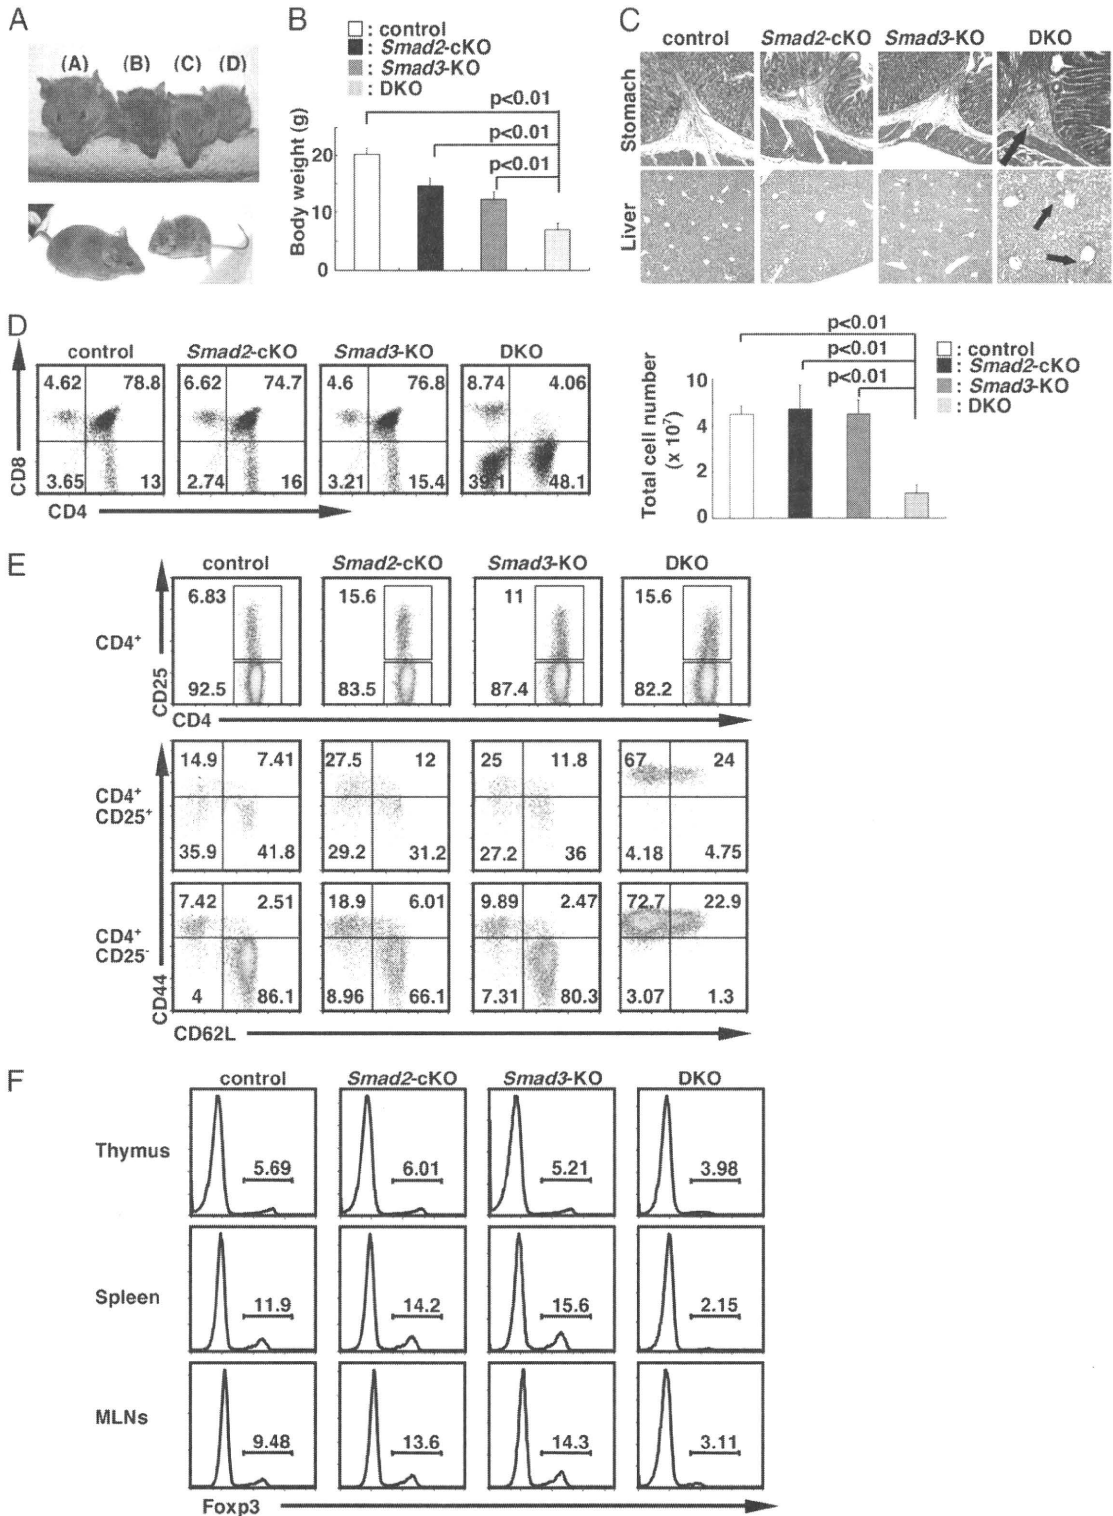 A
(A) (B) (C) (D)
B
: control
: Smad2-cKO
: Smad3-KO
: DKO
p<0.01
p<0.01
p<0.01
Body weight (g)
20
10
0
C
control Smad2-cKO Smad3-KO DKO
Stomach
Liver
D
control Smad2-cKO Smad3-KO DKO
4.62 78.8 6.62 74.7 4.6 76.8 8.74 4.06
3.65 13 2.74 16 3.21 15.4 39.1 48.1
CD8
CD4
p<0.01
p<0.01
p<0.01
: control
: Smad2-cKO
: Smad3-KO
: DKO
Total cell number
(x 10⁷)
10
4
2
0
E
control Smad2-cKO Smad3-KO DKO
CD4⁺
6.83 15.6 11 15.6
92.5 83.5 87.4 82.2
CD25
CD4
CD4⁺
CD25⁺
14.9 7.41 27.5 12 25 11.8 67 24
35.9 41.8 29.2 31.2 27.2 36 4.18 4.75
CD4⁺
CD25⁻
7.42 2.51 18.9 6.01 9.89 2.47 72.7 22.9
4 86.1 8.96 66.1 7.31 80.3 3.07 1.3
CD44
CD62L
F
control Smad2-cKO Smad3-KO DKO
Thymus
5.69 6.01 5.21 3.98
Spleen
11.9 14.2 15.6 2.15
MLNs
9.48 13.6 14.3 3.11
Foxp3